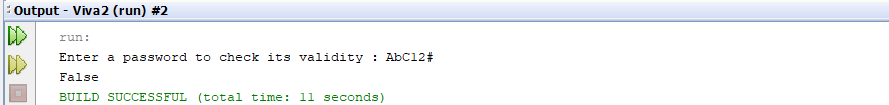 Output - Viva2 (run) #2
run:
Enter a password to check its validity : AbC12#
False
BUILD SUCCESSFUL (total time: 11 seconds)